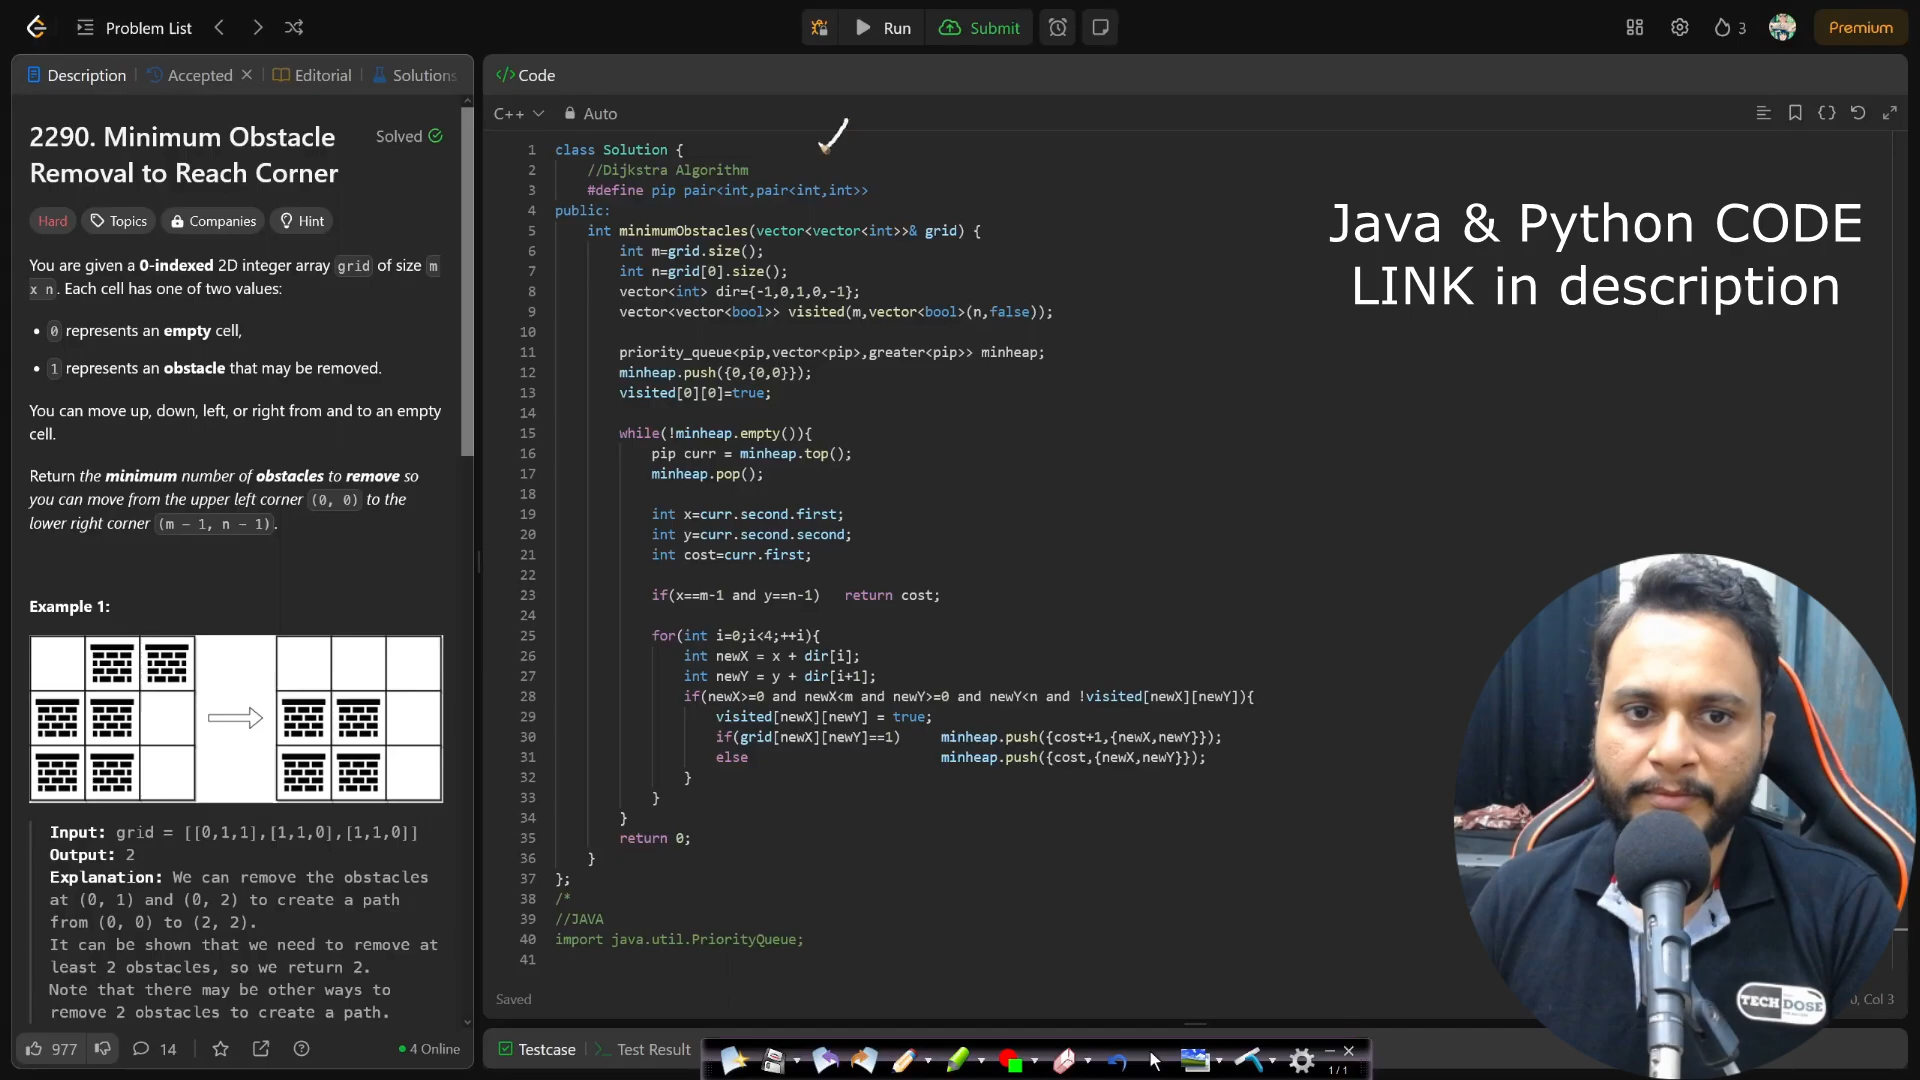 Problem List
Run
Submit
3
Premium
Description
Accepted
Editorial
Solutions
2290. Minimum Obstacle
Removal to Reach Corner
Solved
Hard
Topics
Companies
Hint
You are given a 0-indexed 2D integer array grid of size m
x n. Each cell has one of two values:
• 0 represents an empty cell,
• 1 represents an obstacle that may be removed.
You can move up, down, left, or right from and to an empty
cell.
Return the minimum number of obstacles to remove so
you can move from the upper left corner (0, 0) to the
lower right corner (m - 1, n - 1).
Example 1:
Input: grid = [[0,1,1],[1,1,0],[1,1,0]]
Output: 2
Explanation: We can remove the obstacles
at (0, 1) and (0, 2) to create a path
from (0, 0) to (2, 2).
It can be shown that we need to remove at
least 2 obstacles, so we return 2.
Note that there may be other ways to
remove 2 obstacles to create a path.
977
14
4 Online
</> Code
C++
Auto
1 class Solution {
2 //Dijkstra Algorithm
3 #define pip pair<int,pair<int,int>>
4 public:
5 int minimumObstacles(vector<vector<int>>& grid) {
6 int m=grid.size();
7 int n=grid[0].size();
8 vector<int> dir={-1,0,1,0,-1};
9 vector<vector<bool>> visited(m,vector<bool>(n,false));
10
11 priority_queue<pip,vector<pip>,greater<pip>> minheap;
12 minheap.push({0,{0,0}});
13 visited[0][0]=true;
14
15 while(!minheap.empty()){
16 pip curr = minheap.top();
17 minheap.pop();
18
19 int x=curr.second.first;
20 int y=curr.second.second;
21 int cost=curr.first;
22
23 if(x==m-1 and y==n-1) return cost;
24
25 for(int i=0;i<4;++i){
26 int newX = x + dir[i];
27 int newY = y + dir[i+1];
28 if(newX>=0 and newX<m and newY>=0 and newY<n and !visited[newX][newY]){
29 visited[newX][newY] = true;
30 if(grid[newX][newY]==1) minheap.push({cost+1,{newX,newY}});
31 else minheap.push({cost,{newX,newY}});
32 }
33 }
34 }
35 return 0;
36 }
37 };
38 /*
39 //JAVA
40 import java.util.PriorityQueue;
41
Saved
0, Col 3
Testcase
Test Result
1/1
Java & Python CODE
LINK in description
TECH DOSE